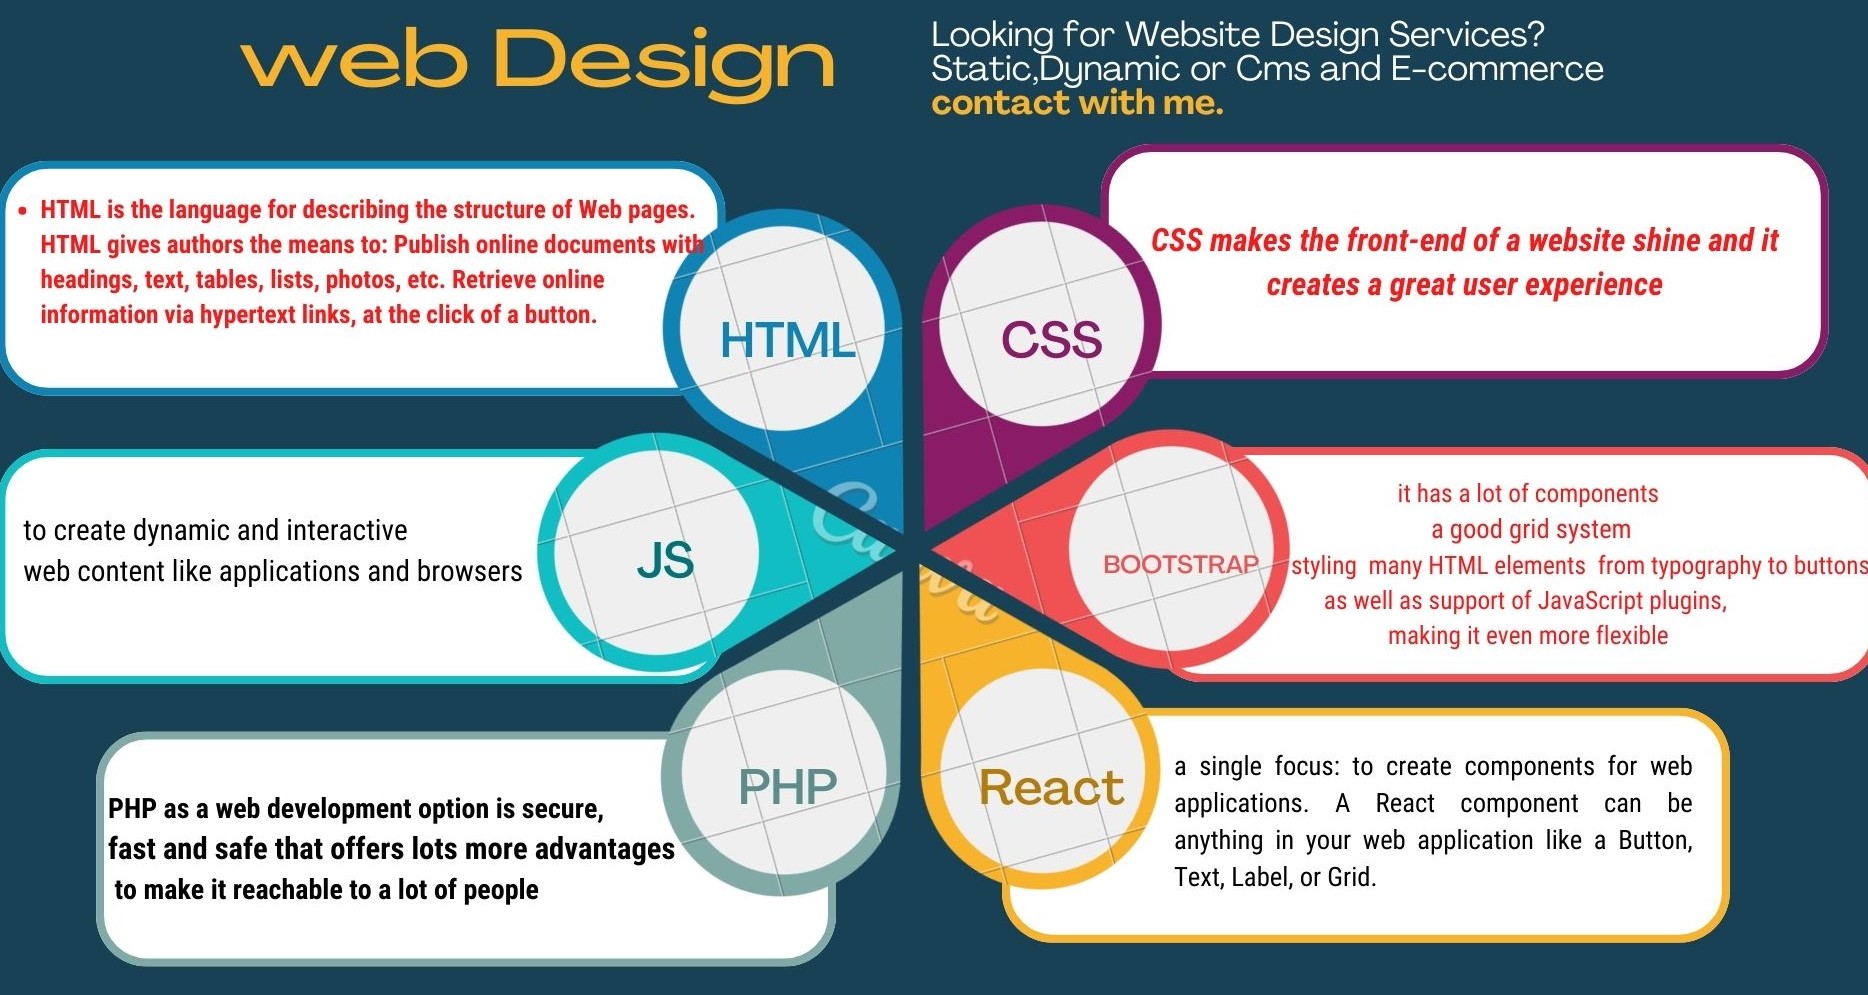 web Design
Looking for Website Design Services?
Static,Dynamic or Cms and E-commerce
contact with me.
• HTML is the language for describing the structure of Web pages.
HTML gives authors the means to: Publish online documents with
headings, text, tables, lists, photos, etc. Retrieve online
information via hypertext links, at the click of a button.
HTML
CSS
CSS makes the front-end of a website shine and it
creates a great user experience
to create dynamic and interactive
web content like applications and browsers
JS
Canva
BOOTSTRAP
it has a lot of components
a good grid system
styling many HTML elements from typography to buttons
as well as support of JavaScript plugins,
making it even more flexible
PHP as a web development option is secure,
fast and safe that offers lots more advantages
to make it reachable to a lot of people
PHP
React
a single focus: to create components for web
applications. A React component can be
anything in your web application like a Button,
Text, Label, or Grid.